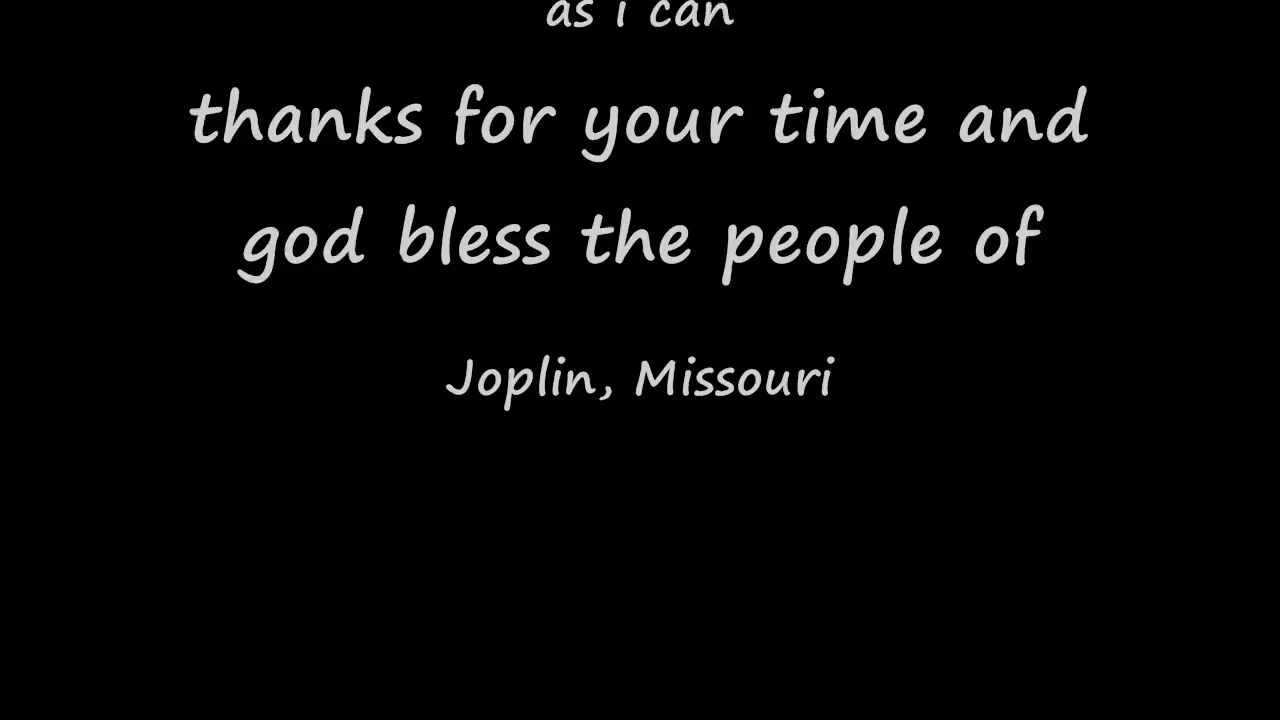 as i can
thanks for your time and
god bless the people of
Joplin, Missouri